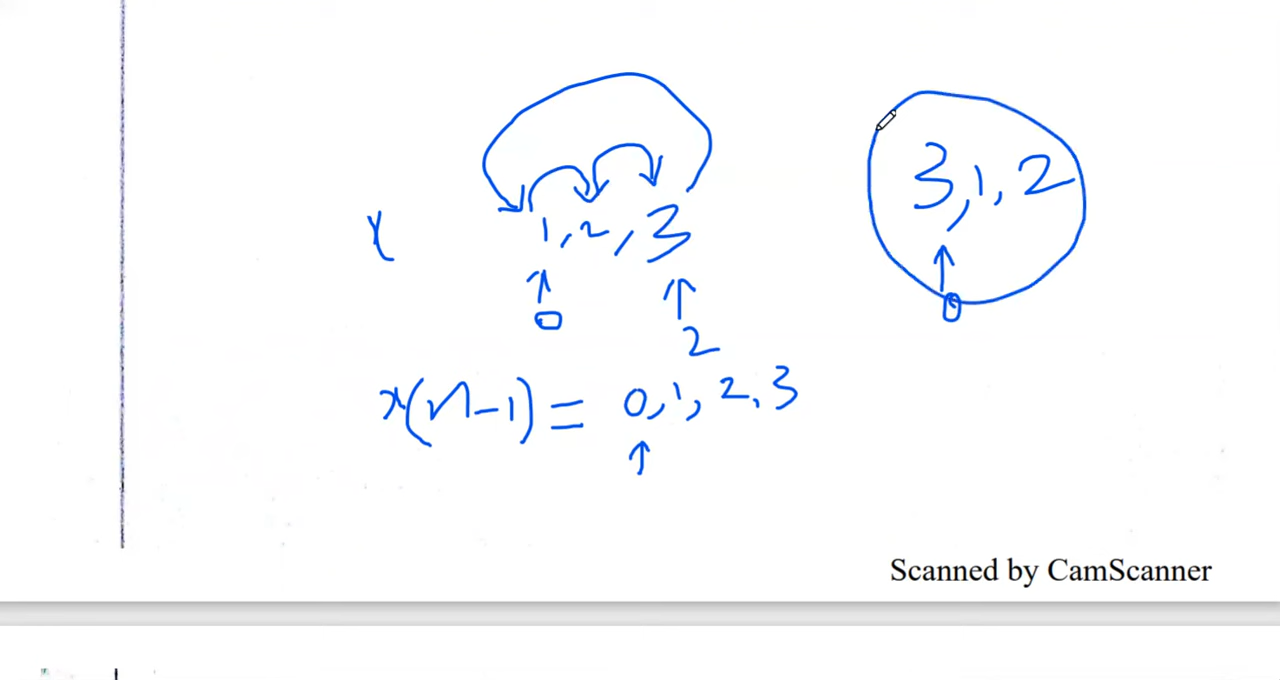 x 1, 2, 3
3, 1, 2
0
0
2
x(n-1) = 0, 1, 2, 3
Scanned by CamScanner